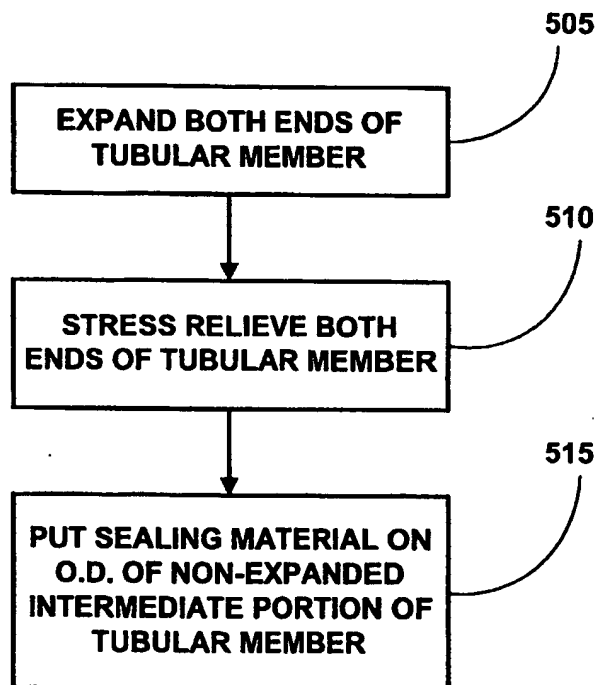 505
EXPAND BOTH ENDS OF
TUBULAR MEMBER
510
STRESS RELIEVE BOTH
ENDS OF TUBULAR MEMBER
515
PUT SEALING MATERIAL ON
O.D. OF NON-EXPANDED
INTERMEDIATE PORTION OF
TUBULAR MEMBER